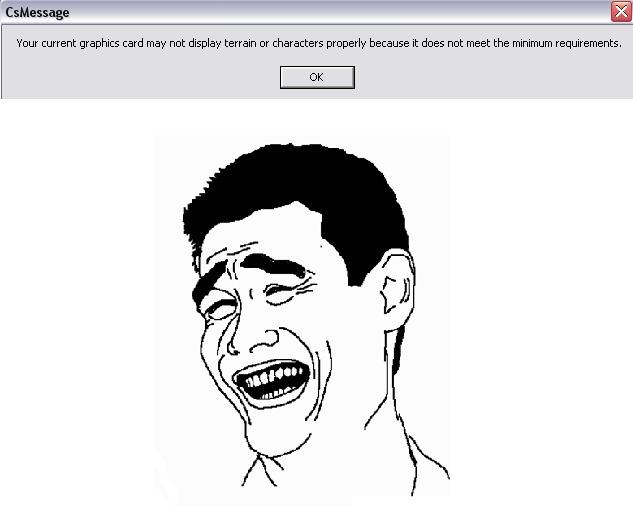 CsMessage
Your current graphics card may not display terrain or characters properly because it does not meet the minimum requirements.
OK